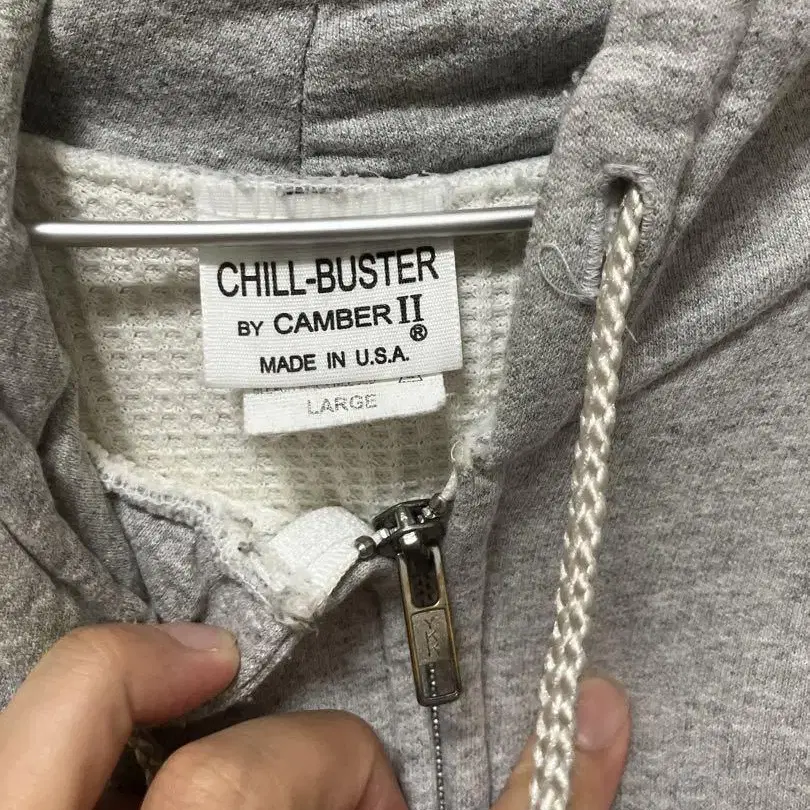 CHILL-BUSTER
BY CAMBER II®
MADE IN U.S.A.
LARGE
YKK